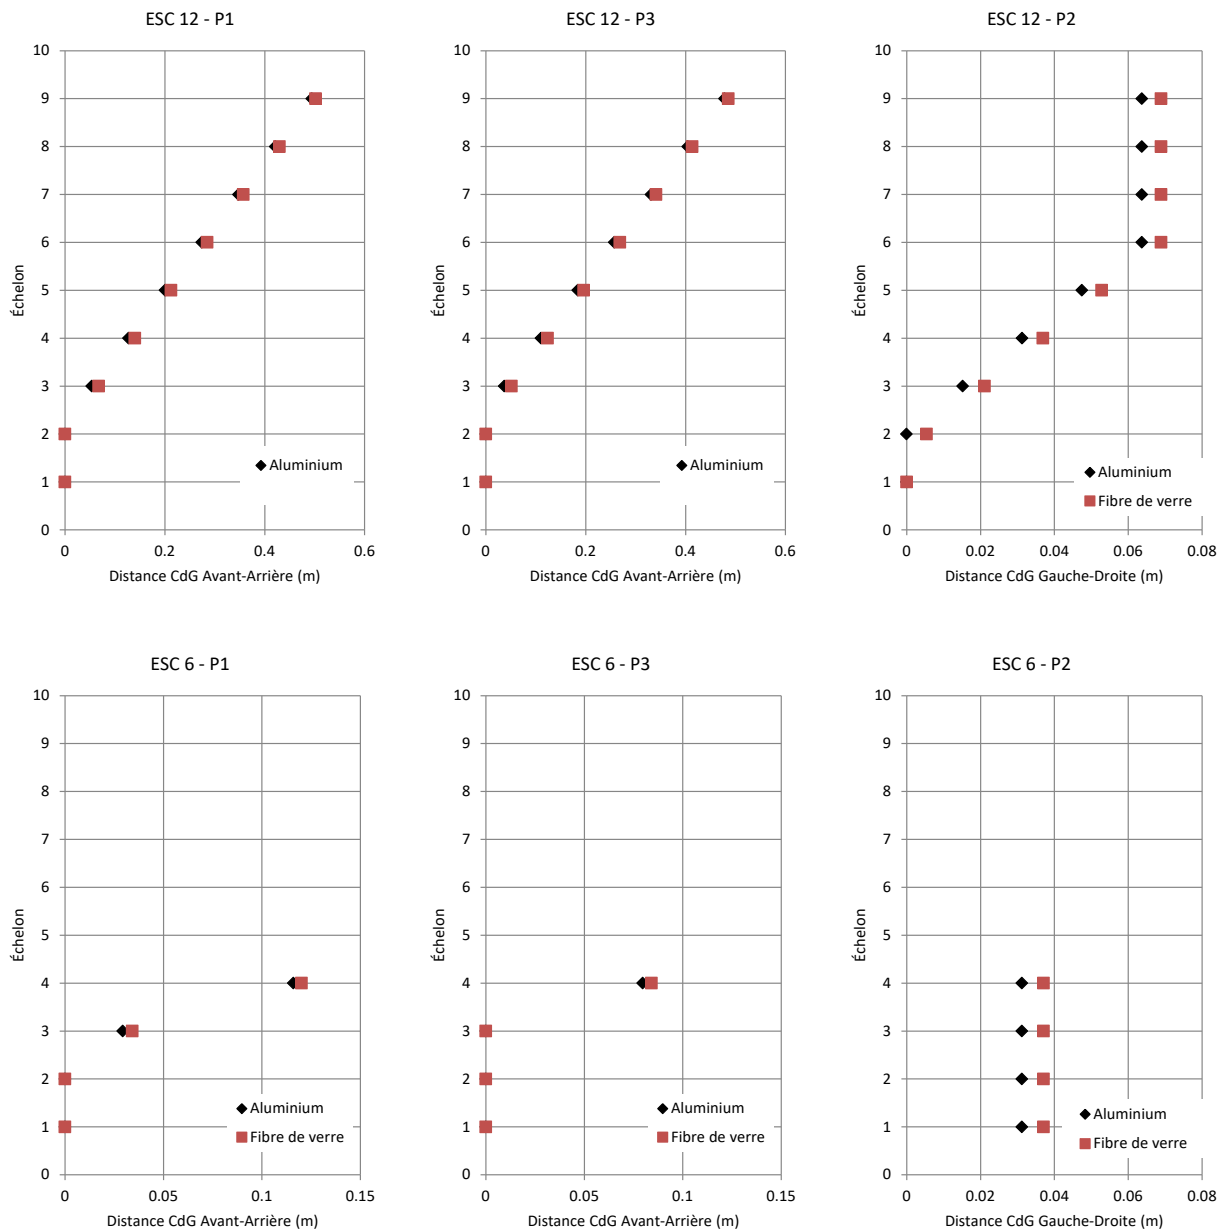 ESC 12 - P1
10
9
8
7
6
5
4
3
2
1
0
Échelon
Aluminium
0 0.2 0.4 0.6
Distance CdG Avant-Arrière (m)
ESC 12 - P3
10
9
8
7
6
5
4
3
2
1
0
Échelon
Aluminium
0 0.2 0.4 0.6
Distance CdG Avant-Arrière (m)
ESC 12 - P2
10
9
8
7
6
5
4
3
2
1
0
Échelon
Aluminium
Fibre de verre
0 0.02 0.04 0.06 0.08
Distance CdG Gauche-Droite (m)
ESC 6 - P1
10
9
8
7
6
5
4
3
2
1
0
Échelon
Aluminium
Fibre de verre
0 0.05 0.1 0.15
Distance CdG Avant-Arrière (m)
ESC 6 - P3
10
9
8
7
6
5
4
3
2
1
0
Échelon
Aluminium
Fibre de verre
0 0.05 0.1 0.15
Distance CdG Avant-Arrière (m)
ESC 6 - P2
10
9
8
7
6
5
4
3
2
1
0
Échelon
Aluminium
Fibre de verre
0 0.02 0.04 0.06 0.08
Distance CdG Gauche-Droite (m)